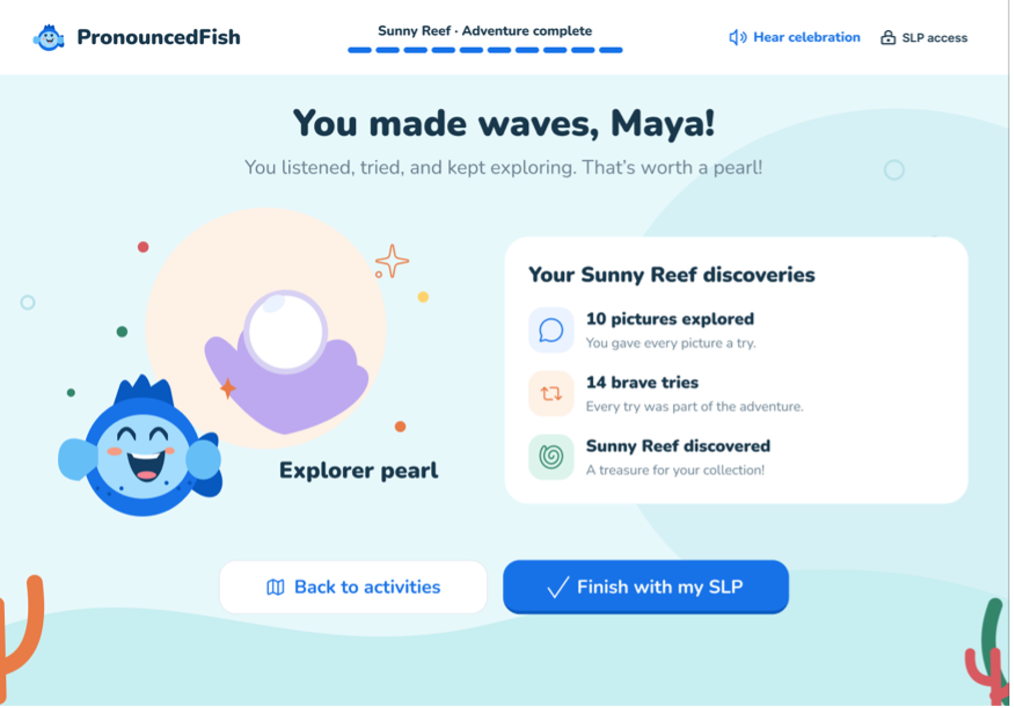 PronouncedFish
Sunny Reef · Adventure complete
Hear celebration
SLP access
You made waves, Maya!
You listened, tried, and kept exploring. That’s worth a pearl!
Explorer pearl
Your Sunny Reef discoveries
10 pictures explored
You gave every picture a try.
14 brave tries
Every try was part of the adventure.
Sunny Reef discovered
A treasure for your collection!
Back to activities
Finish with my SLP